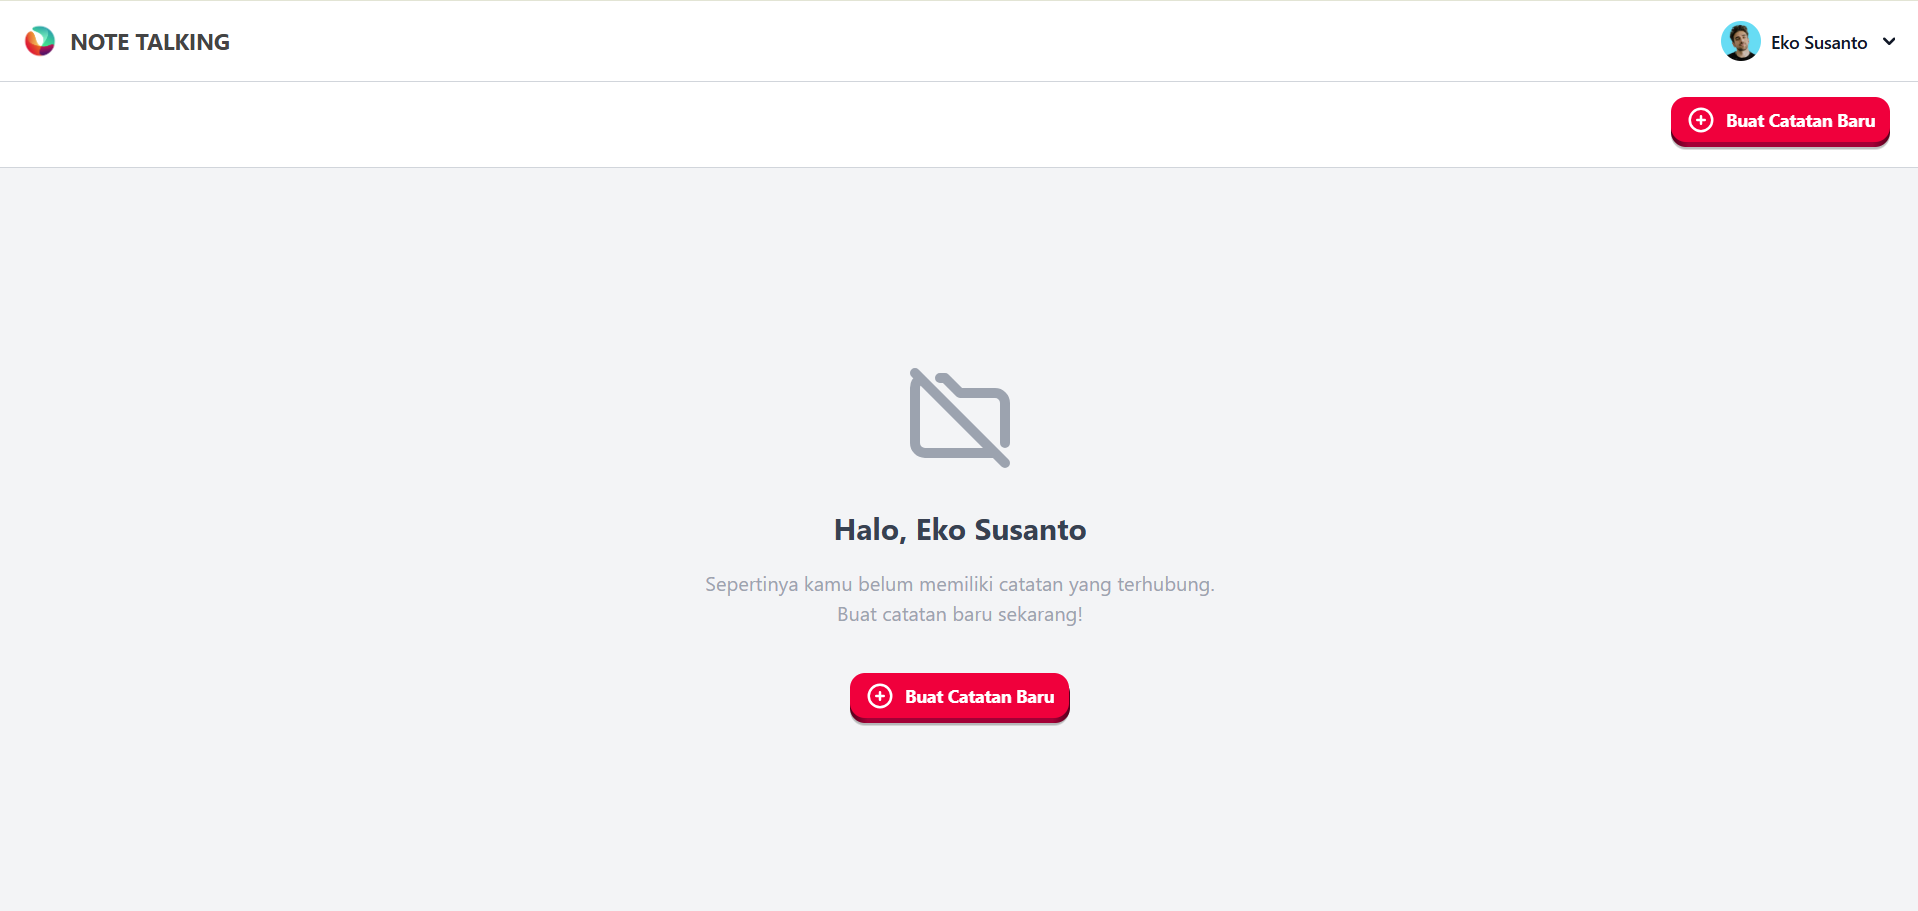 NOTE TALKING
Eko Susanto
Buat Catatan Baru
Halo, Eko Susanto
Sepertinya kamu belum memiliki catatan yang terhubung.
Buat catatan baru sekarang!
Buat Catatan Baru